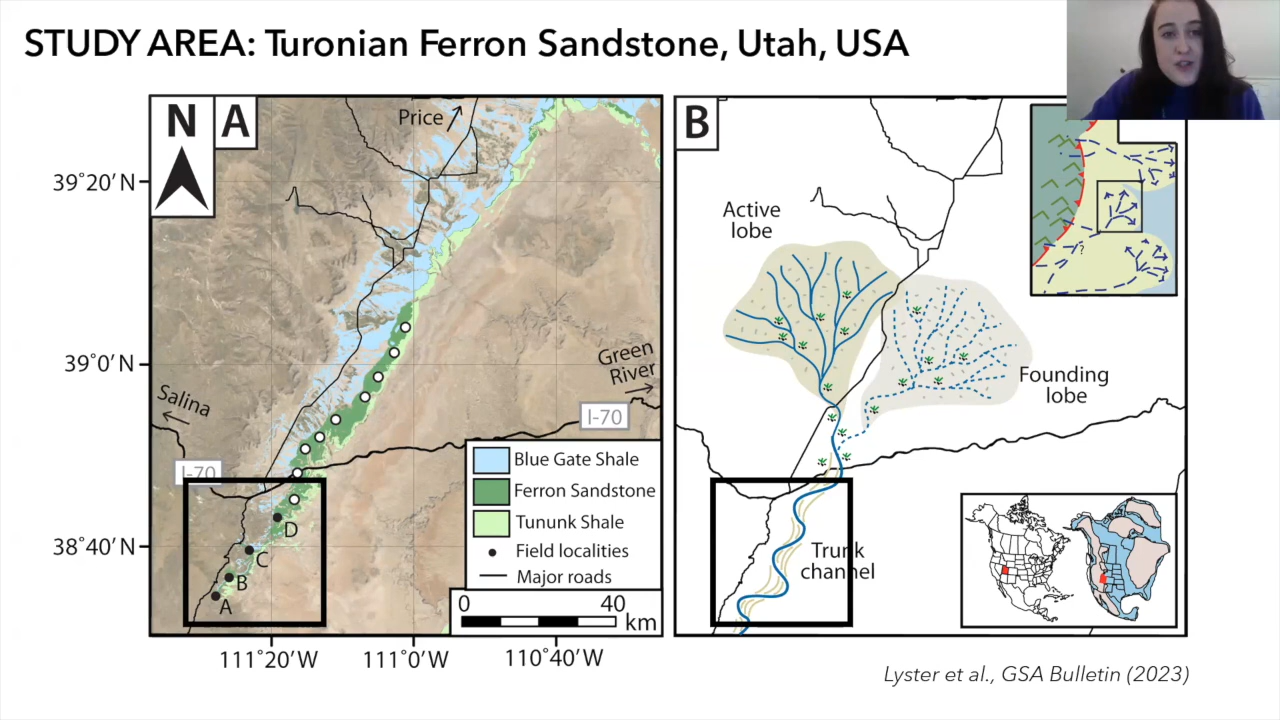 STUDY AREA: Turonian Ferron Sandstone, Utah, USA
N
A
Price
39°20' N
39°0' N
38°40' N
Salina
Green
River
I-70
I-70
D
C
B
A
Blue Gate Shale
Ferron Sandstone
Tununk Shale
Field localities
Major roads
0
40
km
111°20'W
111°0'W
110°40'W
B
Active
lobe
Founding
lobe
Trunk
channel
?
Lyster et al., GSA Bulletin (2023)